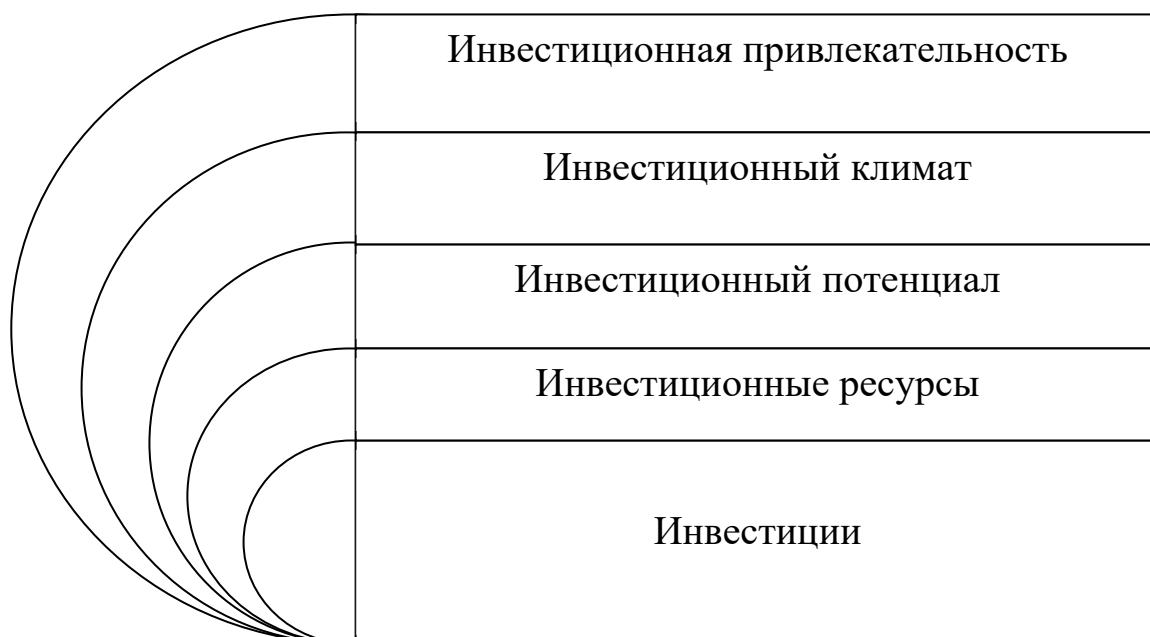 Инвестиционная привлекательность
Инвестиционный климат
Инвестиционный потенциал
Инвестиционные ресурсы
Инвестиции